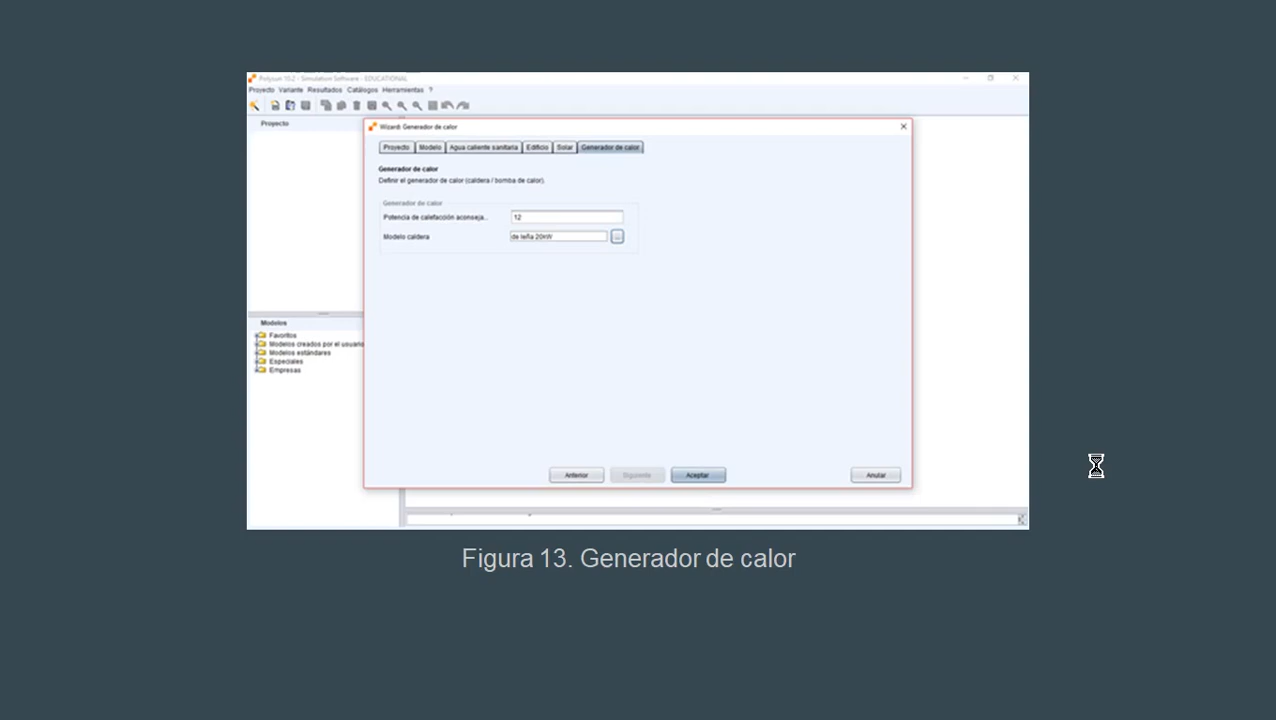 Polysun 10.2 - Simulation Software - EDUCATIONAL
Proyecto Variante Resultados Catálogos Herramientas ?
Proyecto
Wizard: Generador de calor
Proyecto Modelo Agua caliente sanitaria Edificio Solar Generador de calor
Generador de calor
Definir el generador de calor (caldera / bomba de calor).
Generador de calor
Potencia de calefacción aconseja... 12
Modelo caldera de leña 20kW ...
Modelos
Favoritos
Modelos creados por el usuario
Modelos estándares
Especiales
Empresas
Anterior Siguiente Aceptar Anular
Figura 13. Generador de calor